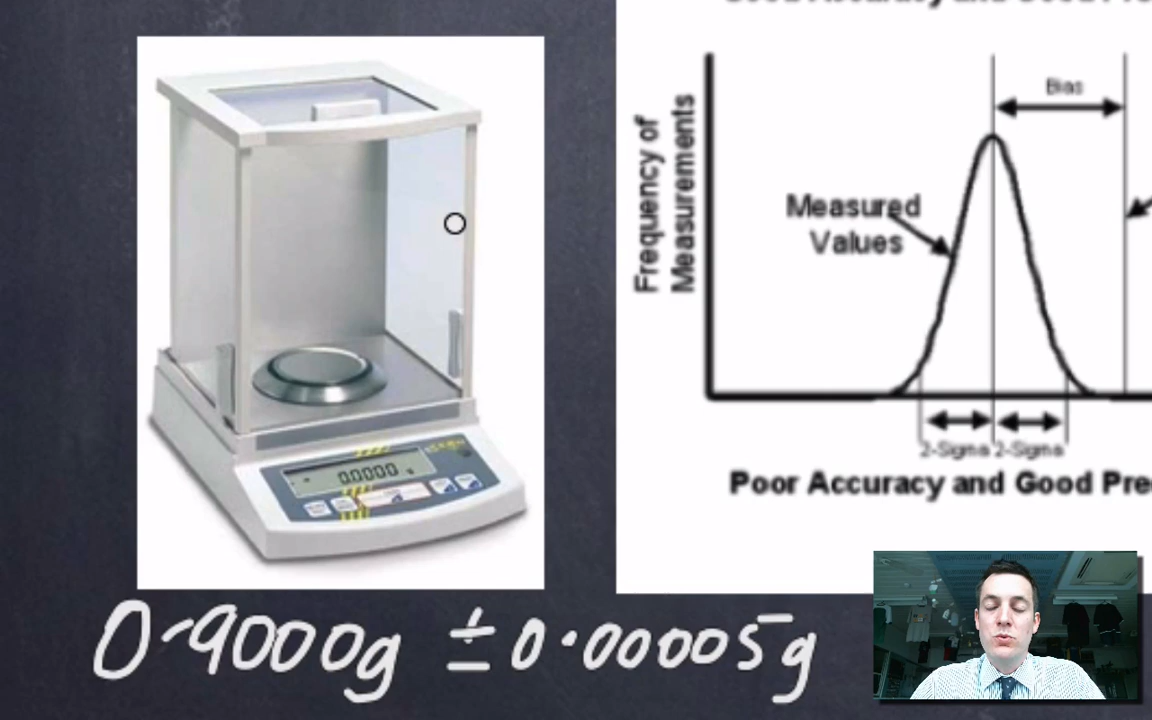 Bias
Frequency of
Measurements
Measured
Values
2-Sigma 2-Sigma
Poor Accuracy and Good Pre
0.0000
0.9000g ± 0.00005g